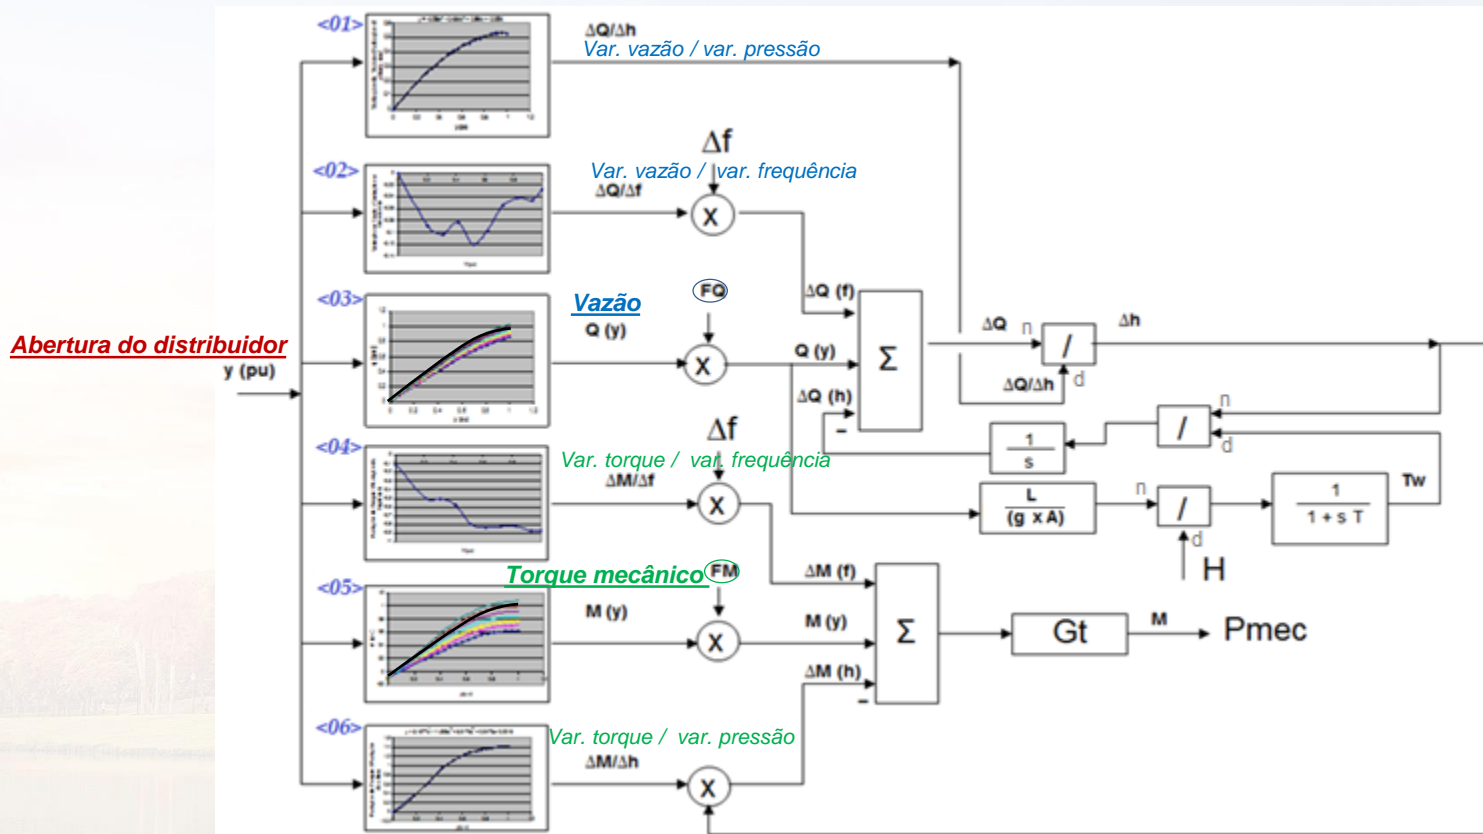 <01>
ΔQ/Δh
Var. vazão / var. pressão
Δf
<02>
Var. vazão / var. frequência
ΔQ/Δf
X
<03>
Vazão
FQ
ΔQ (f)
Q (y)
X
Q (y)
Σ
ΔQ (h)
–
ΔQ
n
/
Δh
ΔQ/Δh
d
Abertura do distribuidor
y (pu)
n
/
d
1
s
<04>
Δf
Var. torque / var. frequência
ΔM/Δf
X
L
(g x A)
n
/
d
H
1
1 + s T
Tw
<05>
Torque mecânico
FM
ΔM (f)
M (y)
X
M (y)
Σ
ΔM (h)
–
Gt
M
Pmec
<06>
Var. torque / var. pressão
ΔM/Δh
X